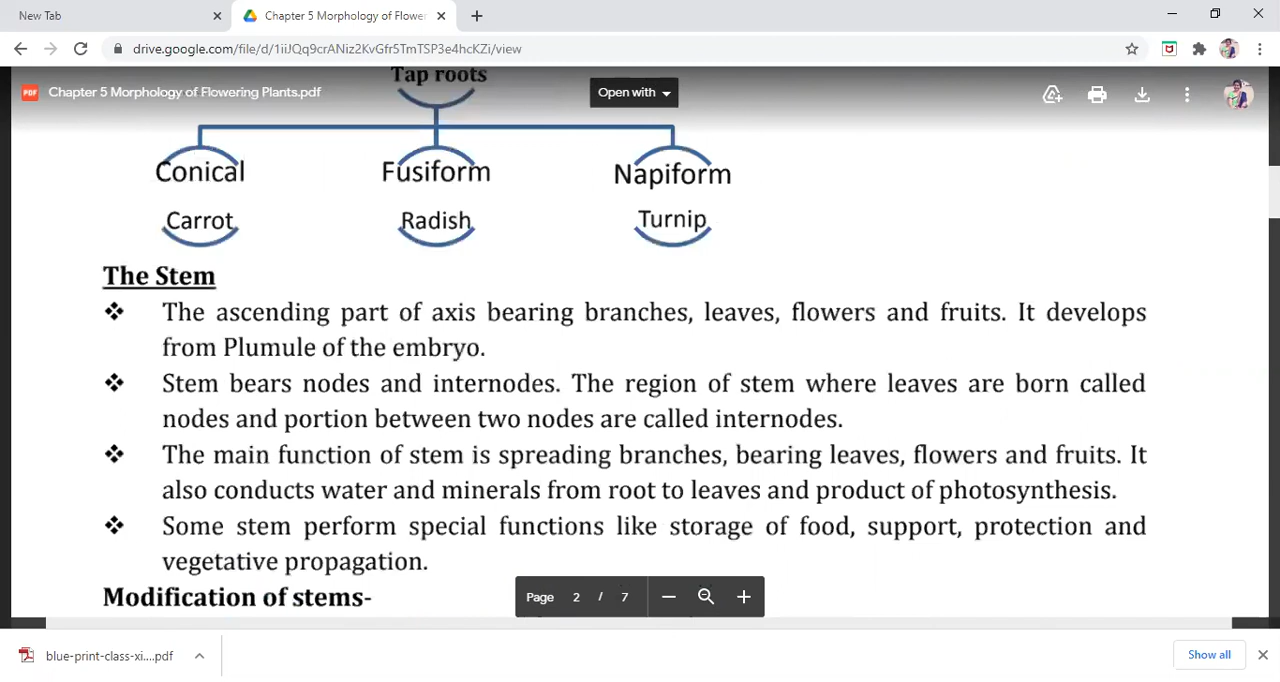 New Tab
Chapter 5 Morphology of Flower
drive.google.com/file/d/1iiJQq9crANiz2KvGfr5TmTSP3e4hcKZi/view
Tap roots
PDF
Chapter 5 Morphology of Flowering Plants.pdf
Open with
Conical
Fusiform
Napiform
Carrot
Radish
Turnip
The Stem
❖ The ascending part of axis bearing branches, leaves, flowers and fruits. It develops
from Plumule of the embryo.
❖ Stem bears nodes and internodes. The region of stem where leaves are born called
nodes and portion between two nodes are called internodes.
❖ The main function of stem is spreading branches, bearing leaves, flowers and fruits. It
also conducts water and minerals from root to leaves and product of photosynthesis.
❖ Some stem perform special functions like storage of food, support, protection and
vegetative propagation.
Modification of stems-
Page 2 / 7
blue-print-class-xi....pdf
Show all